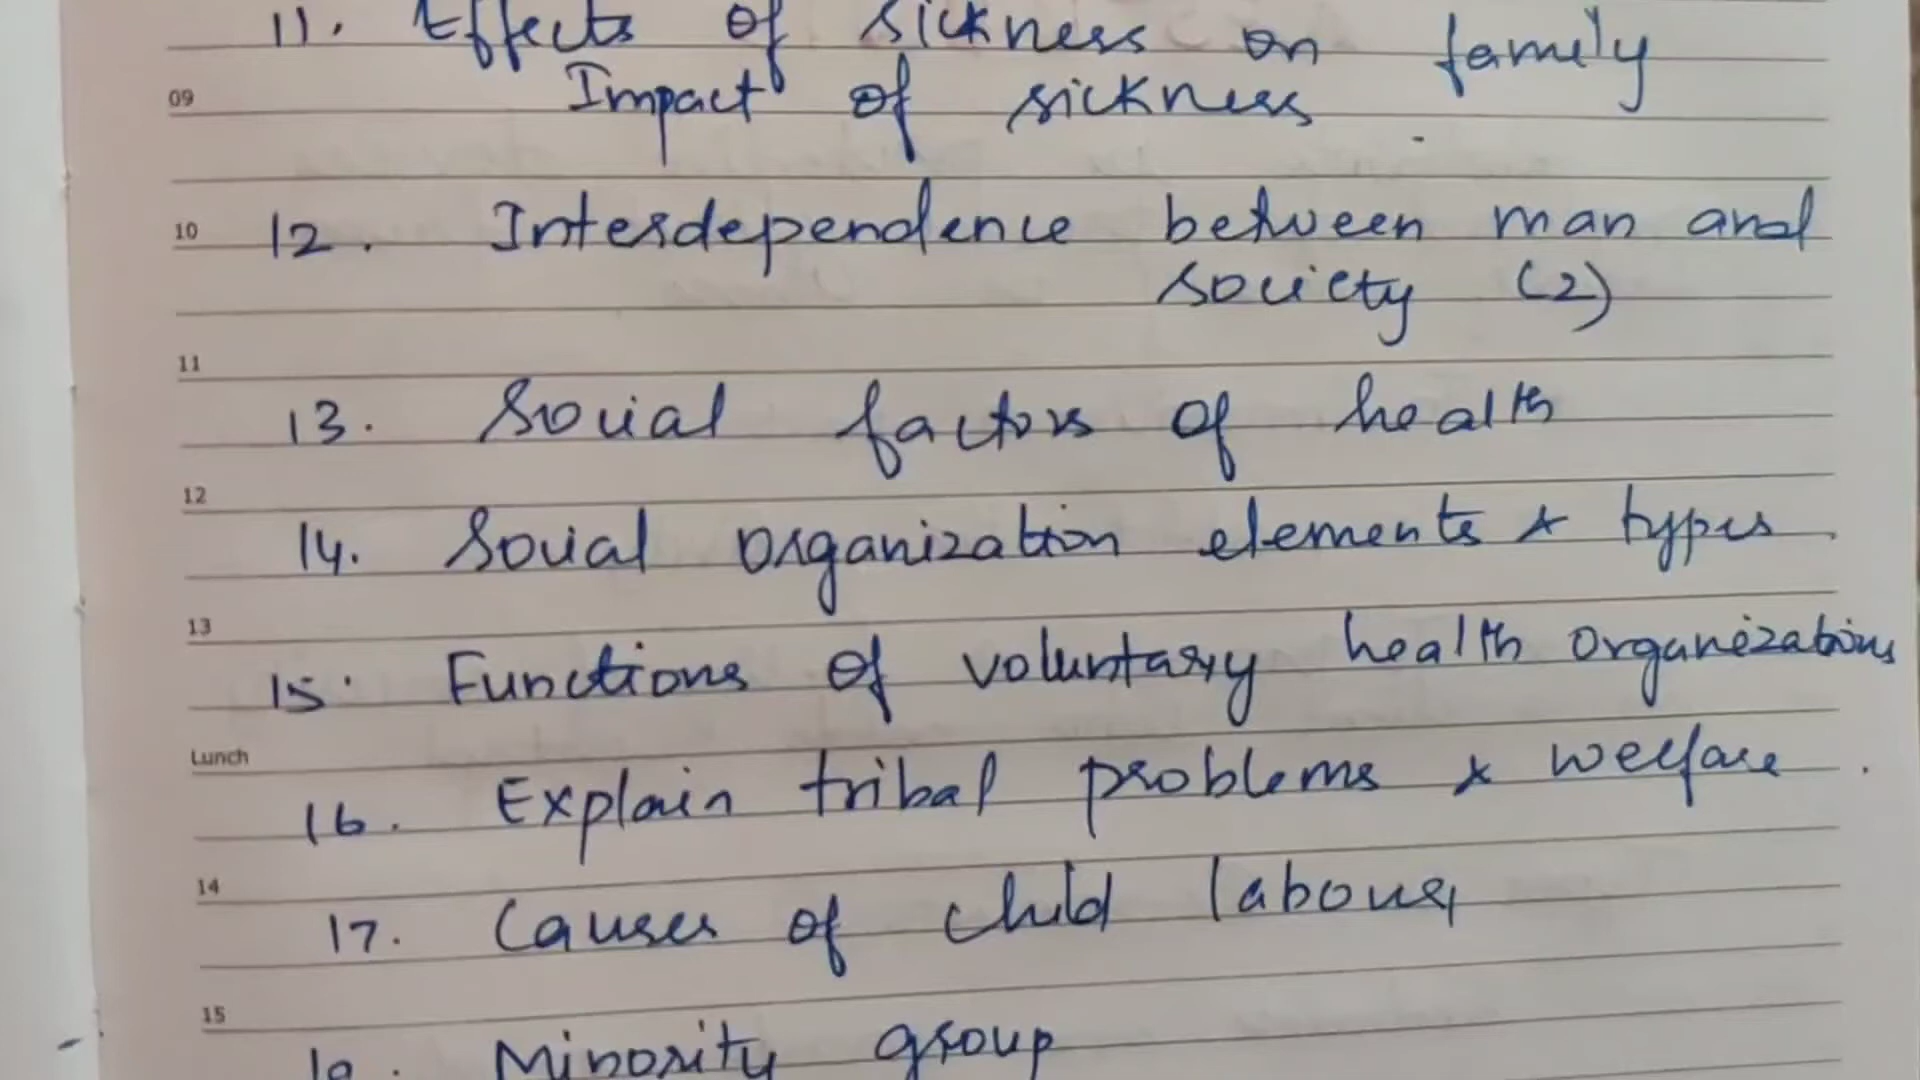 11. Effects of sickness on family
09
Impact of sickness
10 12. Interdependence between man and
society (2)
11
13. Social factors of health
12
14. Social organization elements & types.
13
15. Functions of voluntary health organizations
Lunch
16. Explain tribal problems & welfare.
14
17. Causes of child labour
15
Minority group